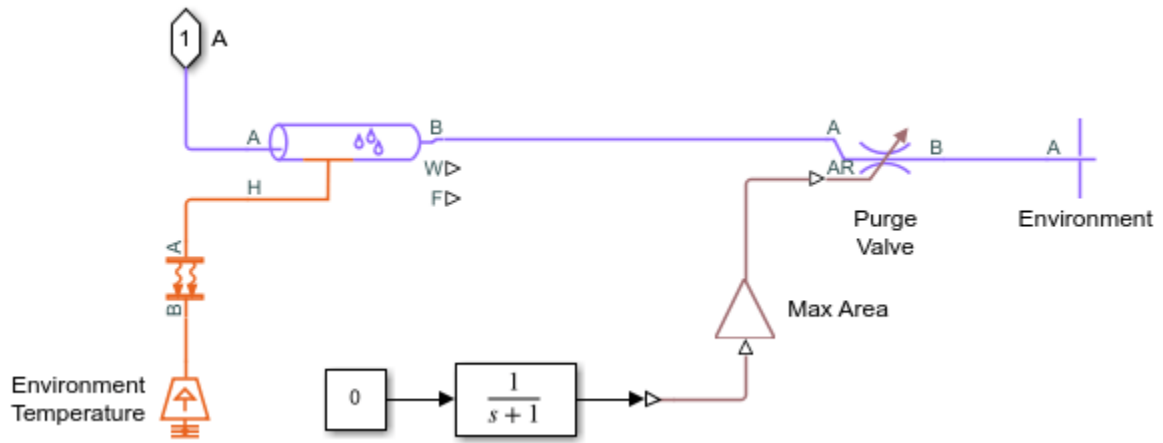 1 A
A
B
A
W
AR
B
A
F
H
Purge
Valve
Environment
A
B
Max Area
Environment
Temperature
0
1
s + 1